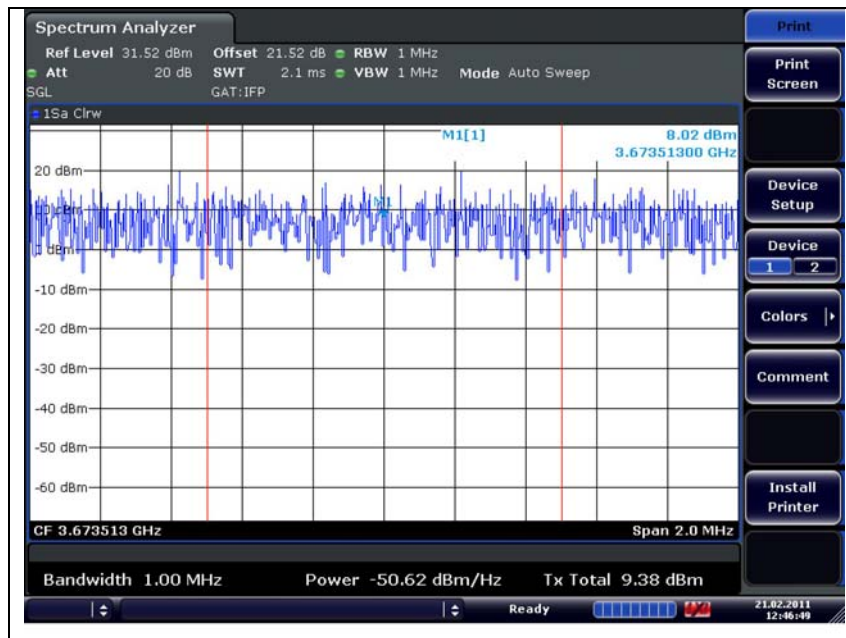 Spectrum Analyzer
Ref Level 31.52 dBm Offset 21.52 dB RBW 1 MHz
Att 20 dB SWT 2.1 ms VBW 1 MHz Mode Auto Sweep
SGL GAT:IFP
1Sa Clrw
M1[1] 8.02 dBm
3.67351300 GHz
20 dBm
M1
10 dBm
0 dBm
-10 dBm
-20 dBm
-30 dBm
-40 dBm
-50 dBm
-60 dBm
CF 3.673513 GHz Span 2.0 MHz
Bandwidth 1.00 MHz Power -50.62 dBm/Hz Tx Total 9.38 dBm
Ready
21.02.2011
12:46:49
Print
Print
Screen
Device
Setup
Device
1 2
Colors
Comment
Install
Printer